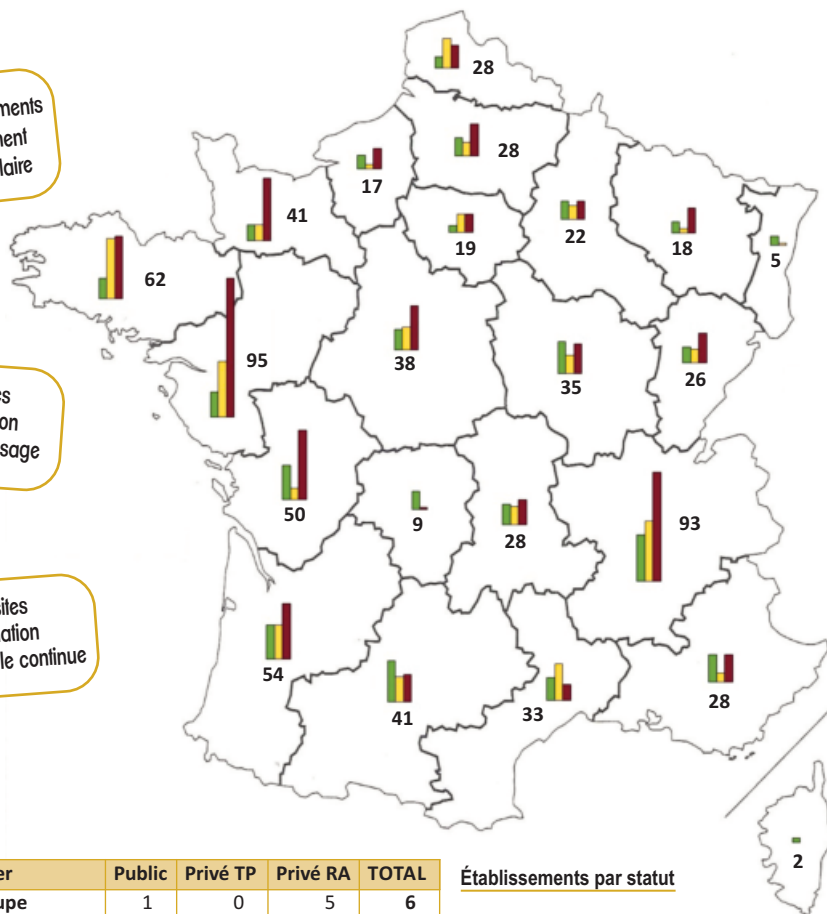 28
ments
ment
laire
28
17
41
22
18
19
5
62
95
38
35
26
es
on
sage
50
9
28
93
sites
nation
le continue
54
41
33
28
2
er Public Privé TP Privé RA TOTAL
upe 1 0 5 6
Établissements par statut